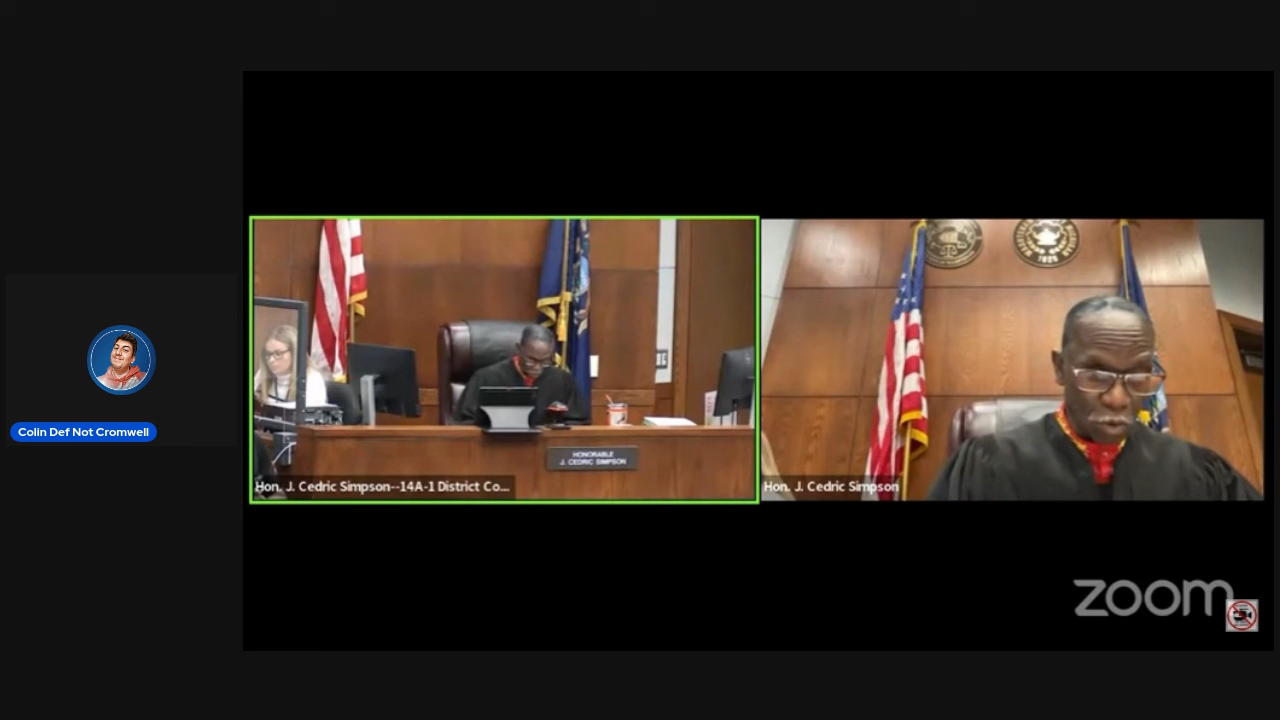 Colin Def Not Cromwell
HONORABLE
J. CEDRIC SIMPSON
Hon. J. Cedric Simpson--14A-1 District Co...
Hon. J. Cedric Simpson
zoom